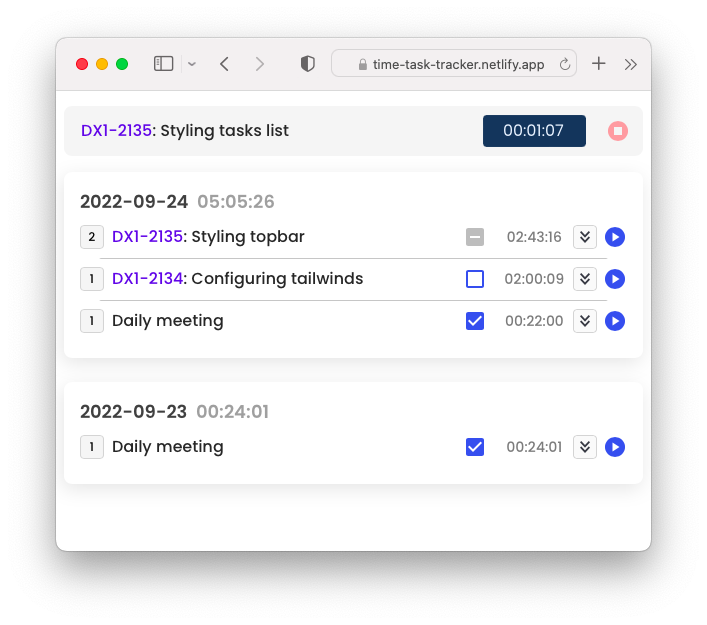 time-task-tracker.netlify.app
DX1-2135: Styling tasks list 00:01:07
2022-09-24 05:05:26
2 DX1-2135: Styling topbar 02:43:16
1 DX1-2134: Configuring tailwinds 02:00:09
1 Daily meeting 00:22:00
2022-09-23 00:24:01
1 Daily meeting 00:24:01